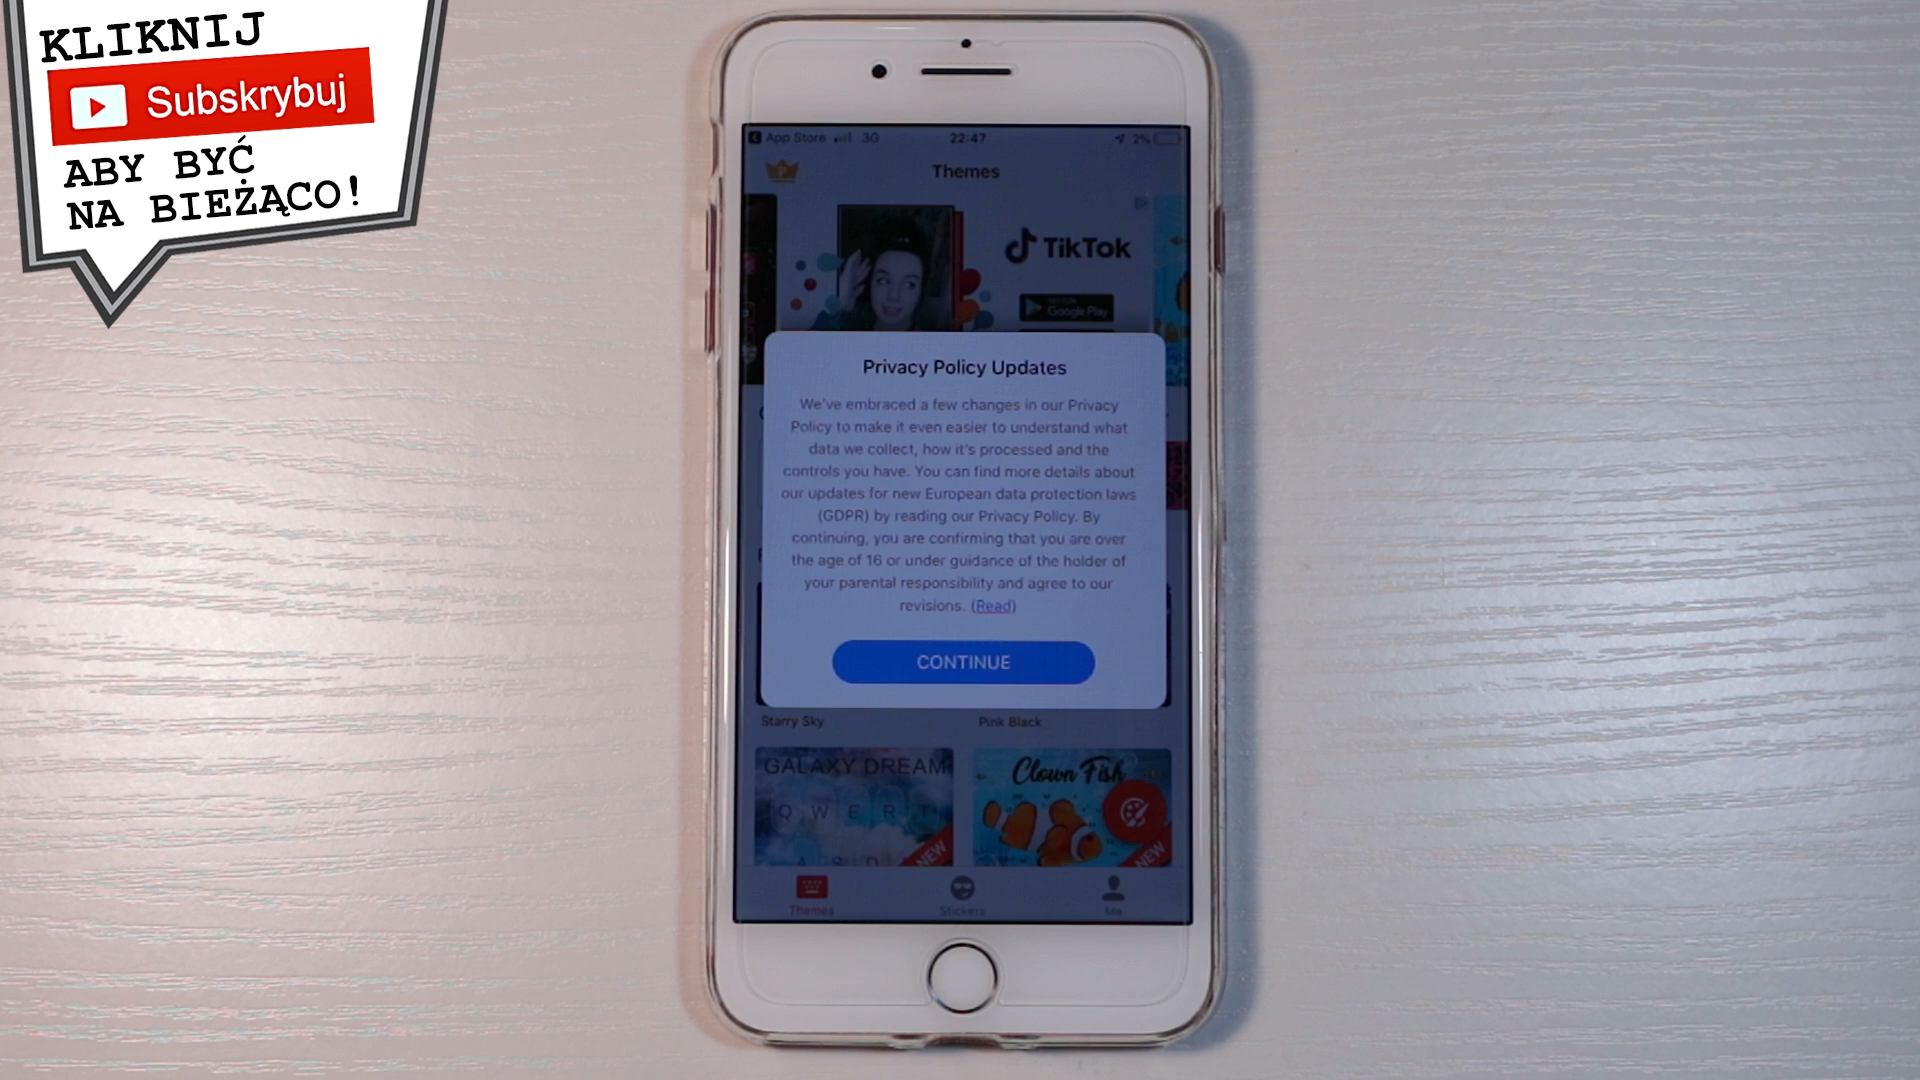 KLIKNIJ
Subskrybuj
ABY BYĆ
NA BIEŻĄCO!
App Store 3G 22:47 2%
Themes
TikTok
Google Play
Privacy Policy Updates
We've embraced a few changes in our Privacy
Policy to make it even easier to understand what
data we collect, how it's processed and the
controls you have. You can find more details about
our updates for new European data protection laws
(GDPR) by reading our Privacy Policy. By
continuing, you are confirming that you are over
the age of 16 or under guidance of the holder of
your parental responsibility and agree to our
revisions. (Read)
CONTINUE
Starry Sky
Pink Black
GALAXY DREAM
Q W E R T
A S D
NEW
Clown Fish
NEW
Themes
Stickers
Me